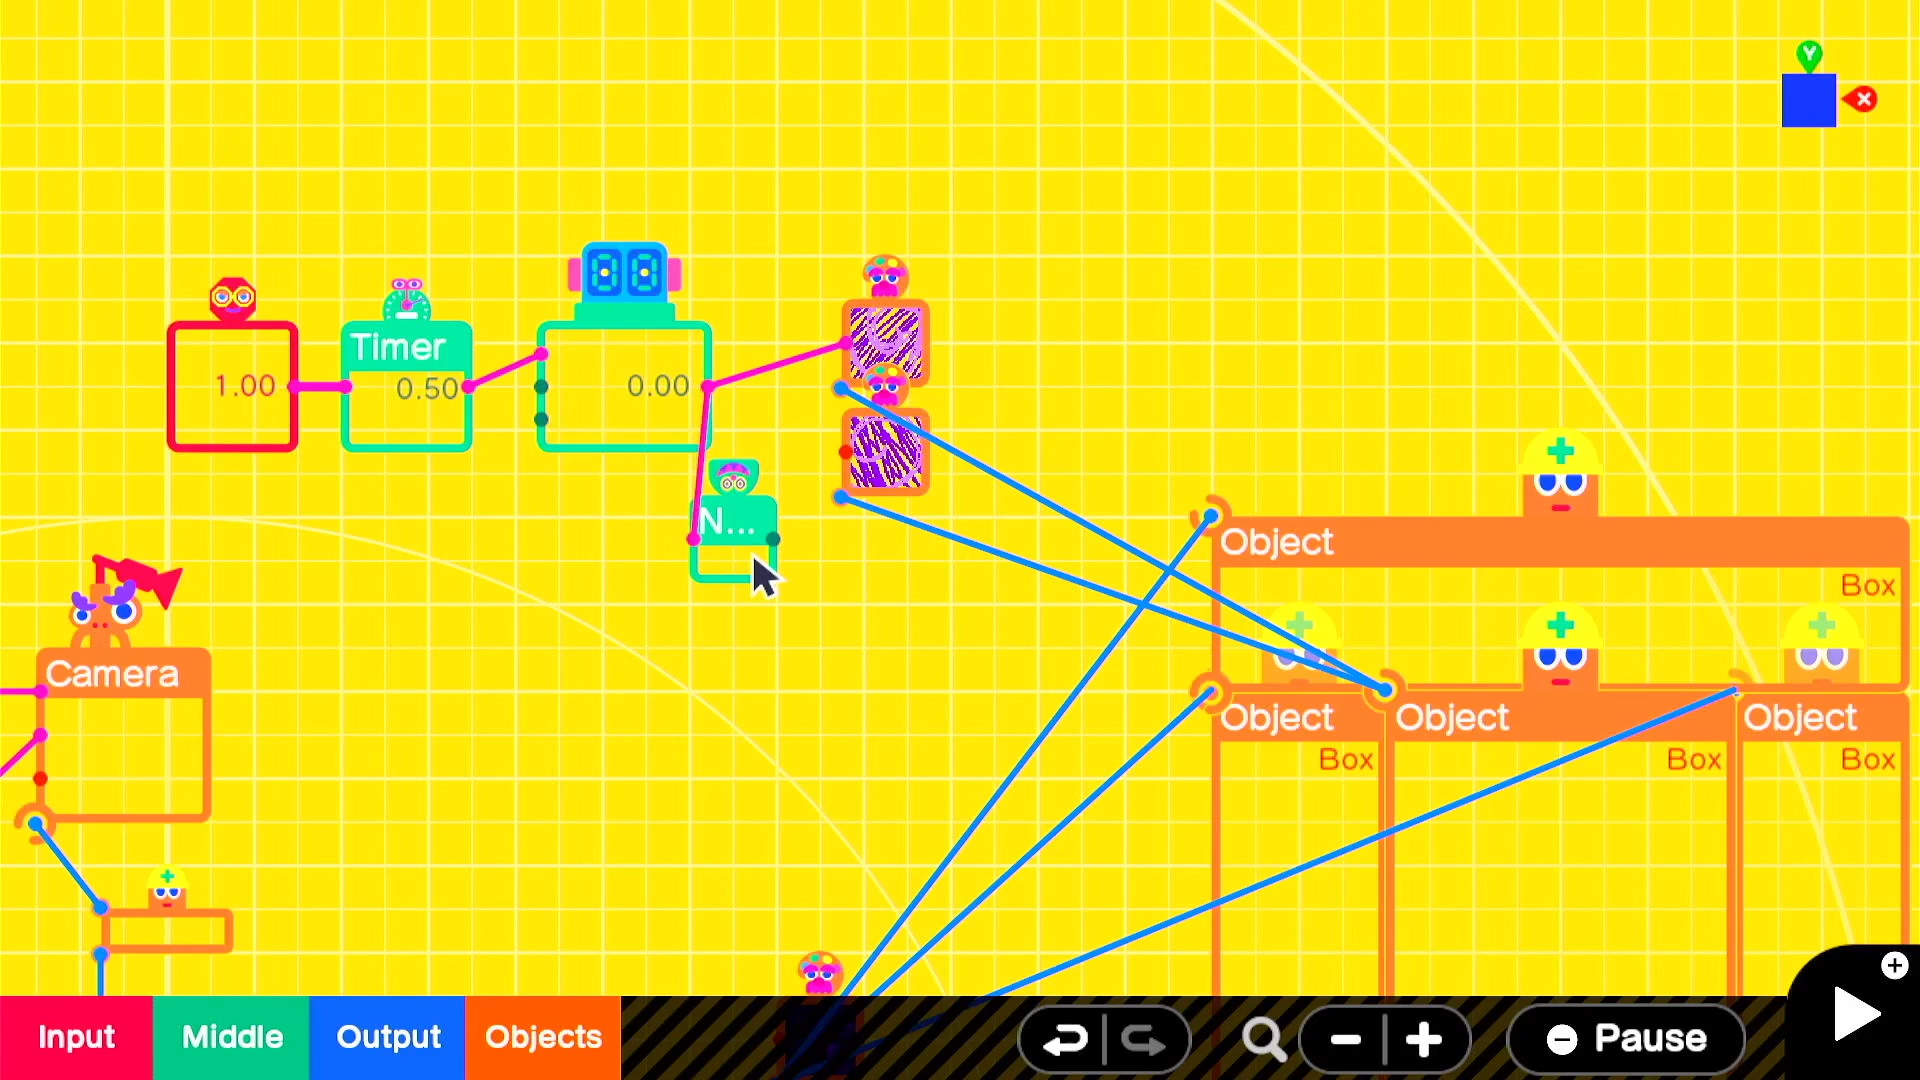 Y
X
88
Timer
1.00
0.50
0.00
N...
Object
Box
Camera
Object
Object
Object
Box
Box
Box
Input
Middle
Output
Objects
Pause